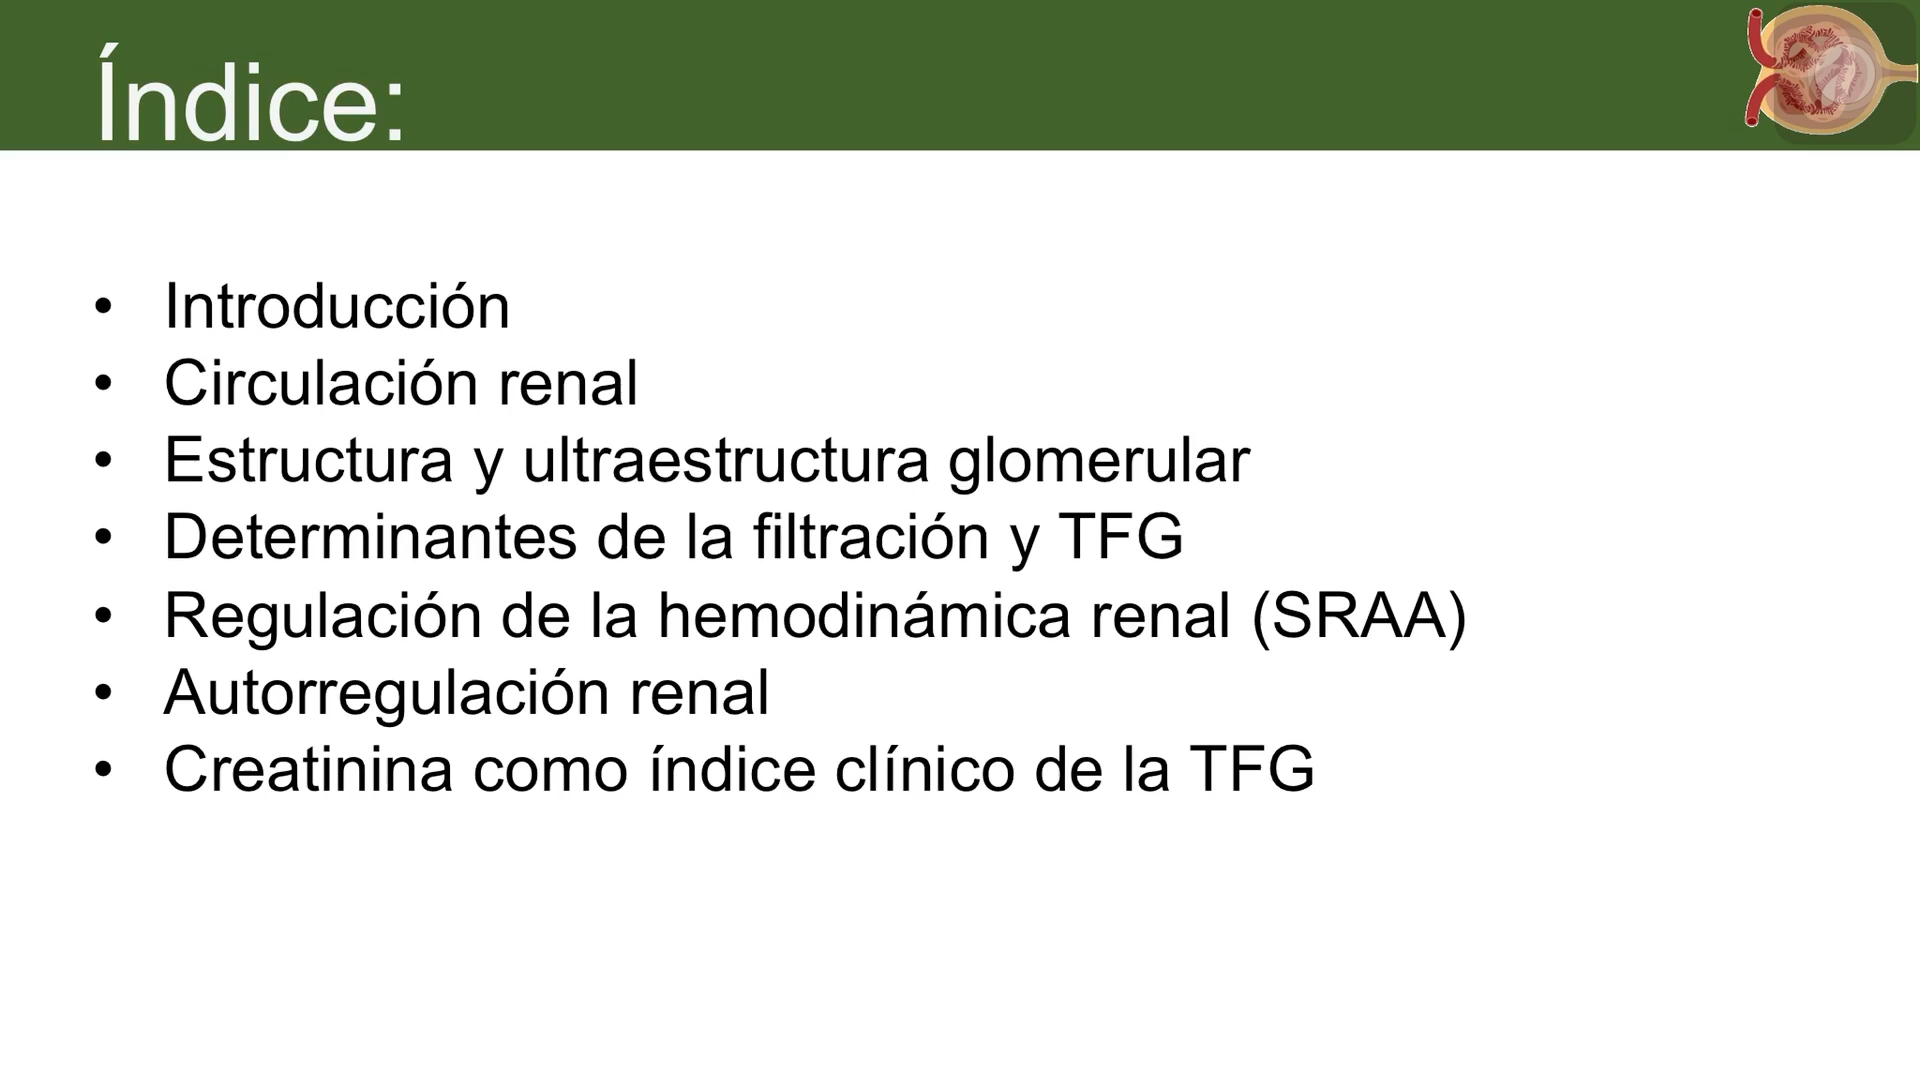 Índice:
• Introducción
• Circulación renal
• Estructura y ultraestructura glomerular
• Determinantes de la filtración y TFG
• Regulación de la hemodinámica renal (SRAA)
• Autorregulación renal
• Creatinina como índice clínico de la TFG